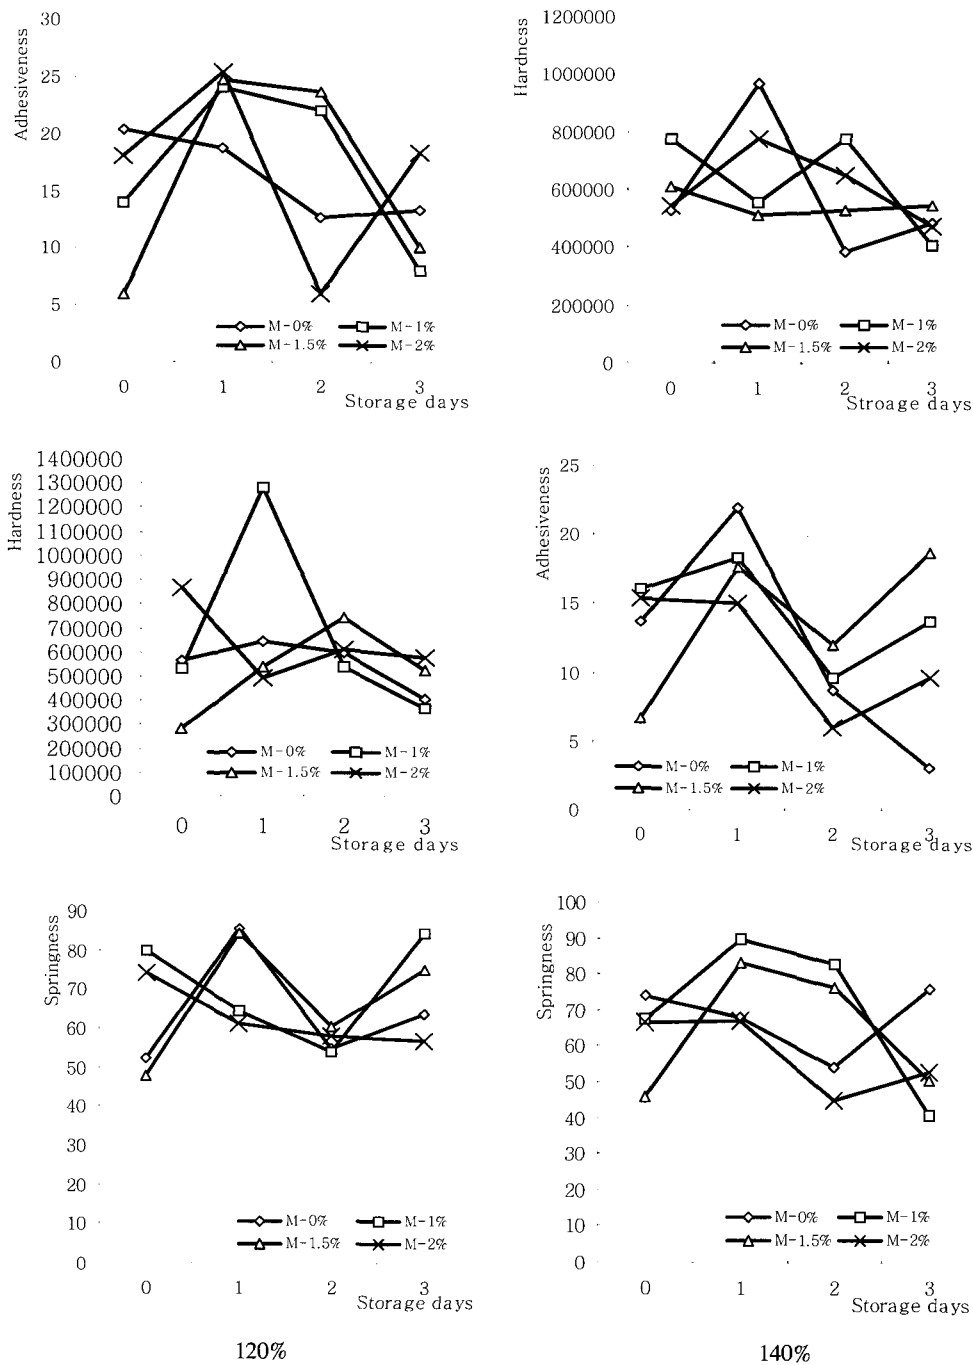 Adhesiveness
30
25
20
15
10
5
0
M-0% M-1%
M-1.5% M-2%
0 1 2 3
Storage days
Hardness
1200000
1000000
800000
600000
400000
200000
0
M-0% M-1%
M-1.5% M-2%
0 1 2 3
Stroage days
Hardness
1400000
1300000
1200000
1100000
1000000
900000
800000
700000
600000
500000
400000
300000
200000
100000
0
M-0% M-1%
M-1.5% M-2%
0 1 2 3
Storage days
Adhesiveness
25
20
15
10
5
0
M-0% M-1%
M-1.5% M-2%
0 1 2 3
Storage days
Springness
90
80
70
60
50
40
30
20
10
0
M-0% M-1%
M-1.5% M-2%
0 1 2 3
Storage days
Springness
100
90
80
70
60
50
40
30
20
10
0
M-0% M-1%
M-1.5% M-2%
0 1 2 3
Storage days
120% 140%